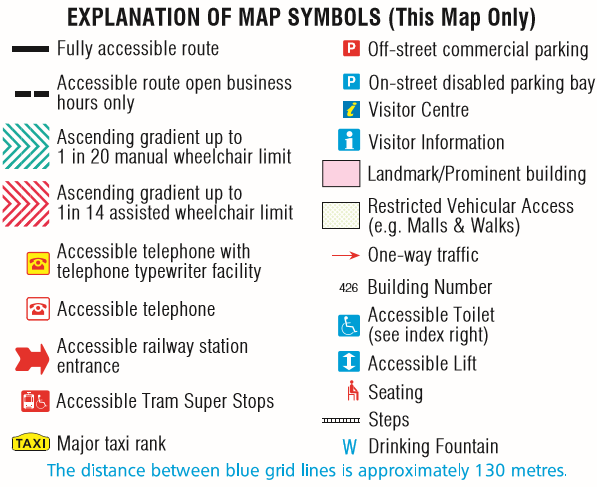 EXPLANATION OF MAP SYMBOLS (This Map Only)
Fully accessible route
Accessible route open business
hours only
Ascending gradient up to
1 in 20 manual wheelchair limit
Ascending gradient up to
1in 14 assisted wheelchair limit
Accessible telephone with
telephone typewriter facility
Accessible telephone
Accessible railway station
entrance
Accessible Tram Super Stops
TAXI Major taxi rank
P Off-street commercial parking
P On-street disabled parking bay
i Visitor Centre
i Visitor Information
Landmark/Prominent building
Restricted Vehicular Access
(e.g. Malls & Walks)
One-way traffic
426 Building Number
Accessible Toilet
(see index right)
Accessible Lift
Seating
Steps
W Drinking Fountain
The distance between blue grid lines is approximately 130 metres.